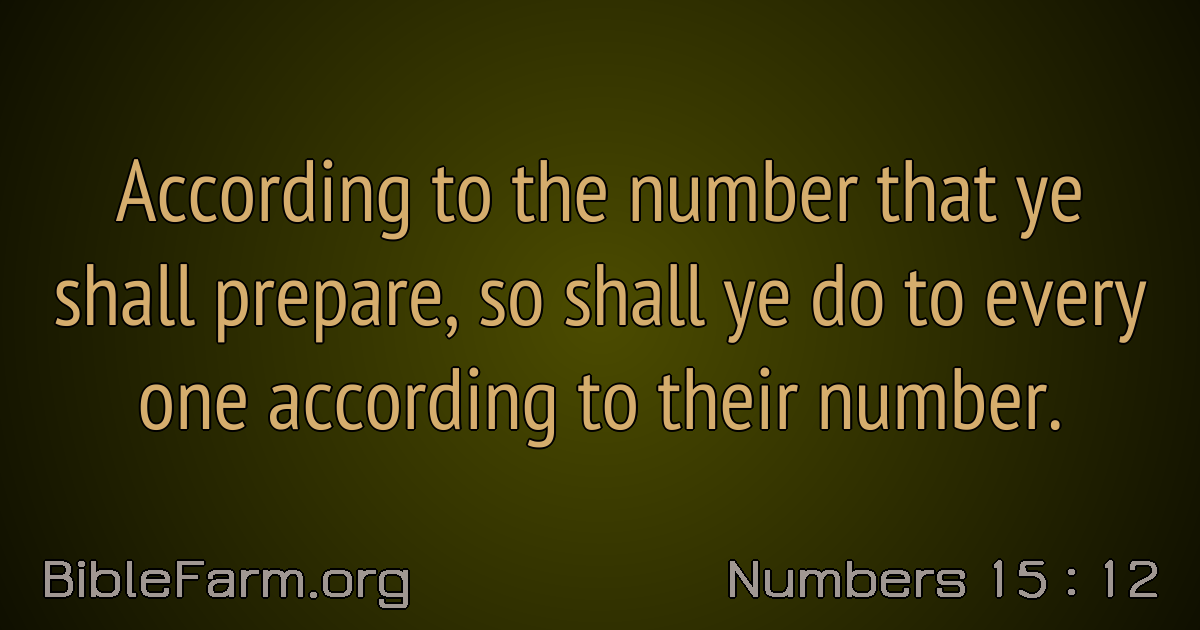 According to the number that ye
shall prepare, so shall ye do to every
one according to their number.
BibleFarm.org
Numbers 15 : 12